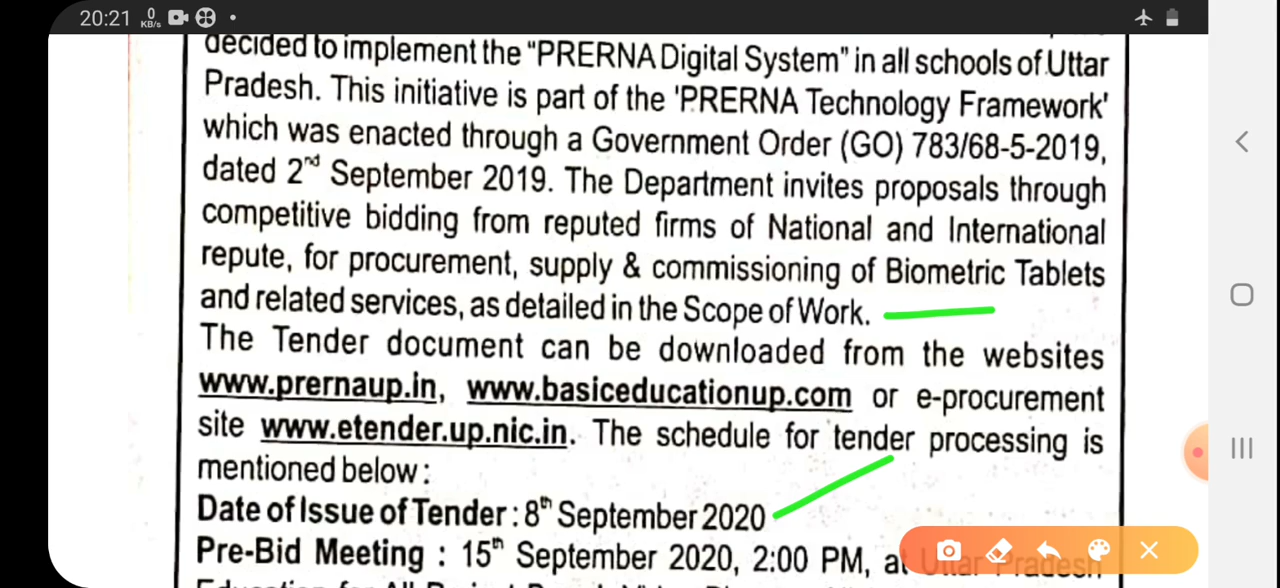 20:21 0 KB/s
decided to implement the “PRERNA Digital System” in all schools of Uttar
Pradesh. This initiative is part of the 'PRERNA Technology Framework'
which was enacted through a Government Order (GO) 783/68-5-2019,
dated 2nd September 2019. The Department invites proposals through
competitive bidding from reputed firms of National and International
repute, for procurement, supply & commissioning of Biometric Tablets
and related services, as detailed in the Scope of Work.
The Tender document can be downloaded from the websites
www.prernaup.in, www.basiceducationup.com or e-procurement
site www.etender.up.nic.in. The schedule for tender processing is
mentioned below :
Date of Issue of Tender : 8th September 2020
Pre-Bid Meeting : 15th September 2020, 2:00 PM, at Uttar Pradesh